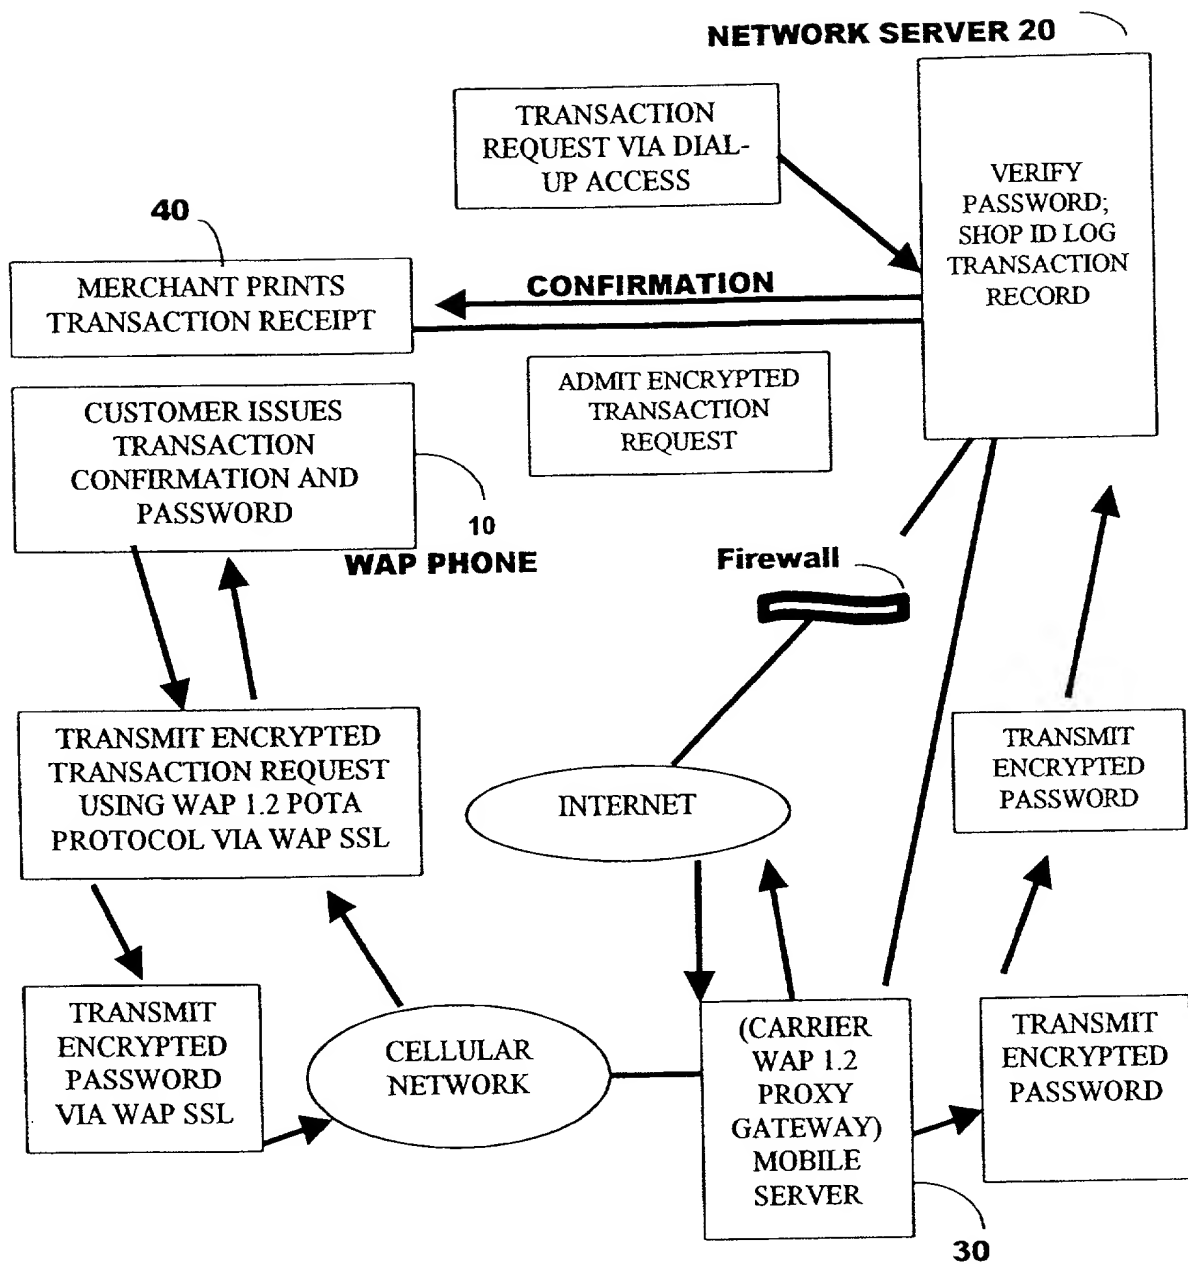 NETWORK SERVER 20
TRANSACTION
REQUEST VIA DIAL-
UP ACCESS
VERIFY
PASSWORD;
SHOP ID LOG
TRANSACTION
RECORD
40
MERCHANT PRINTS
TRANSACTION RECEIPT
CONFIRMATION
ADMIT ENCRYPTED
TRANSACTION
REQUEST
CUSTOMER ISSUES
TRANSACTION
CONFIRMATION AND
PASSWORD
10
WAP PHONE
Firewall
TRANSMIT ENCRYPTED
TRANSACTION REQUEST
USING WAP 1.2 POTA
PROTOCOL VIA WAP SSL
INTERNET
TRANSMIT
ENCRYPTED
PASSWORD
TRANSMIT
ENCRYPTED
PASSWORD
VIA WAP SSL
CELLULAR
NETWORK
(CARRIER
WAP 1.2
PROXY
GATEWAY)
MOBILE
SERVER
TRANSMIT
ENCRYPTED
PASSWORD
30